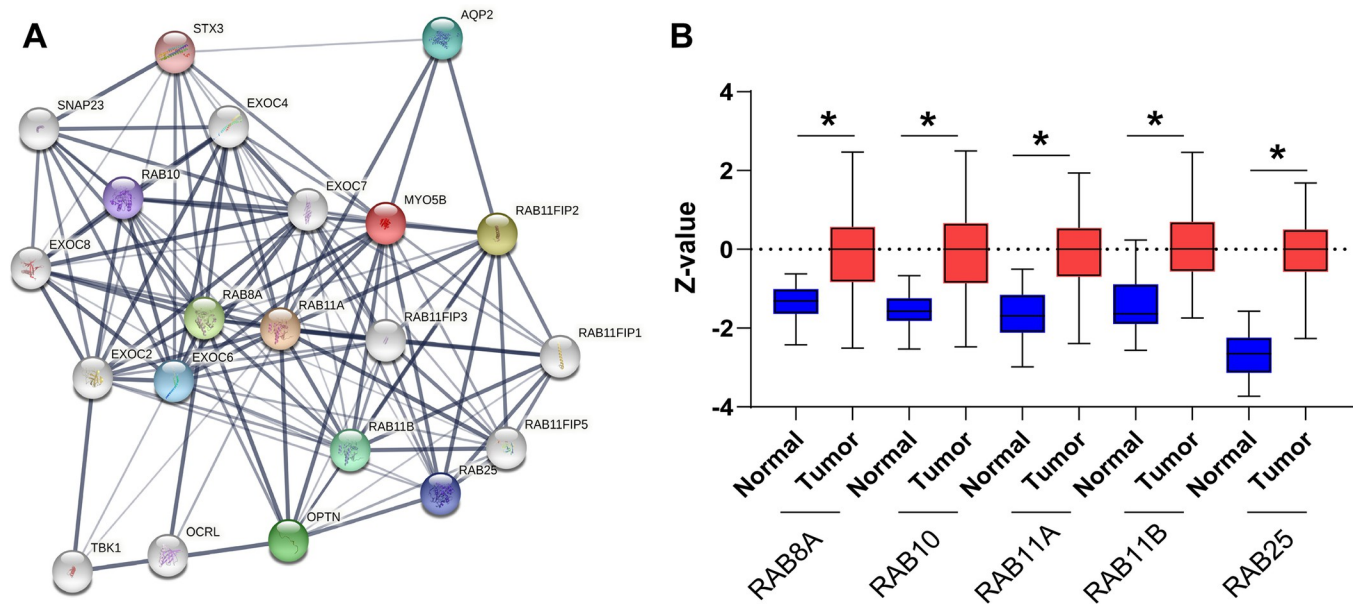 A
STX3
AQP2
SNAP23
EXOC4
RAB10
EXOC7
MYO5B
RAB11FIP2
EXOC8
RAB8A
RAB11A
RAB11FIP3
RAB11FIP1
EXOC2
EXOC6
RAB11B
RAB11FIP5
RAB25
OPTN
OCRL
TBK1
B
Z-value
4
2
0
-2
-4
* * * * *
Normal Tumor Normal Tumor Normal Tumor Normal Tumor Normal Tumor
RAB8A RAB10 RAB11A RAB11B RAB25